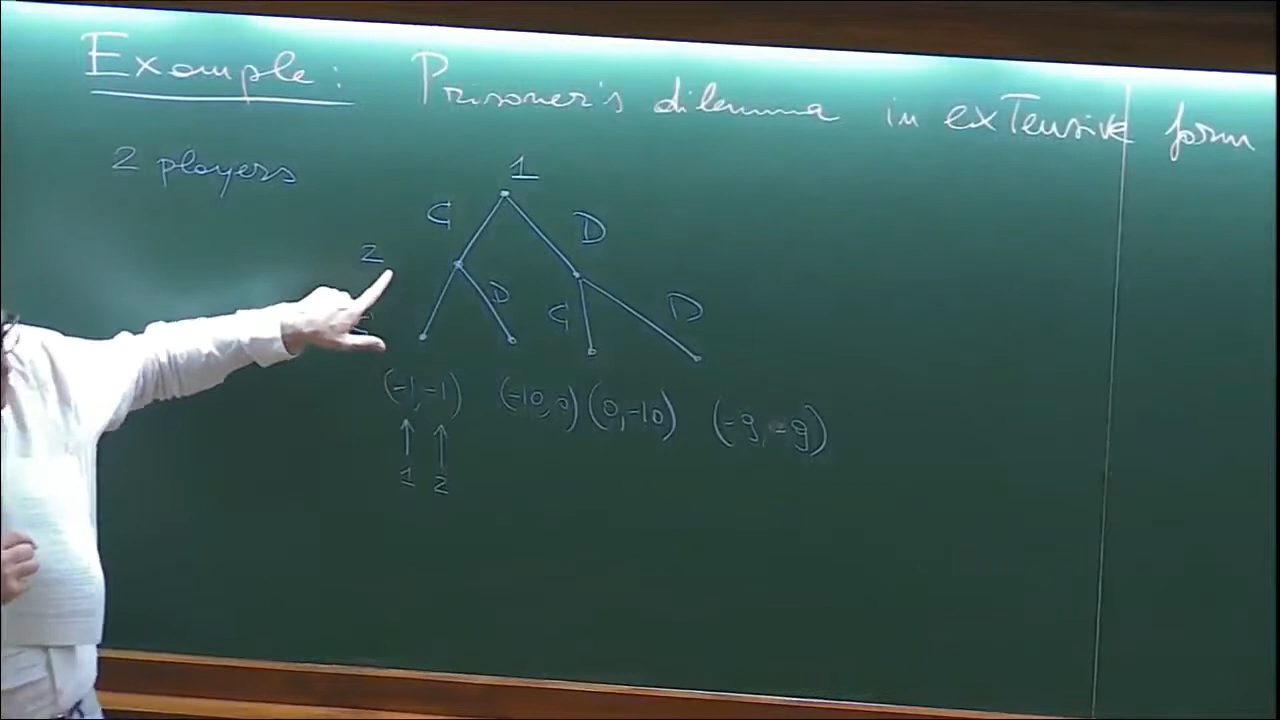 Example: Prisoner's dilemma in exTensive form
2 players
1
C D
2
D C D
(-1,-1) (-10,0) (0,-10) (-9,-9)
↑ ↑
1 2